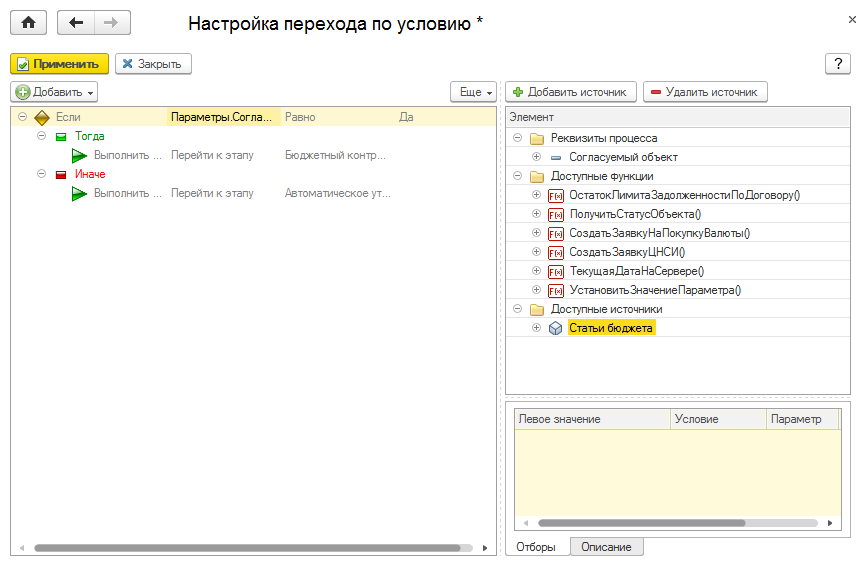 Настройка перехода по условию *
Применить
Закрыть
?
Добавить
Еще
Добавить источник
Удалить источник
Если Параметры.Согла... Равно Да
Тогда
Выполнить ... Перейти к этапу Бюджетный контр...
Иначе
Выполнить ... Перейти к этапу Автоматическое ут...
Элемент
Реквизиты процесса
Согласуемый объект
Доступные функции
F(x) ОстатокЛимитаЗадолженностиПоДоговору()
F(x) ПолучитьСтатусОбъекта()
F(x) СоздатьЗаявкуНаПокупкуВалюты()
F(x) СоздатьЗаявкуЦНСИ()
F(x) ТекущаяДатаНаСервере()
F(x) УстановитьЗначениеПараметра()
Доступные источники
Статьи бюджета
Левое значение Условие Параметр
Отборы Описание